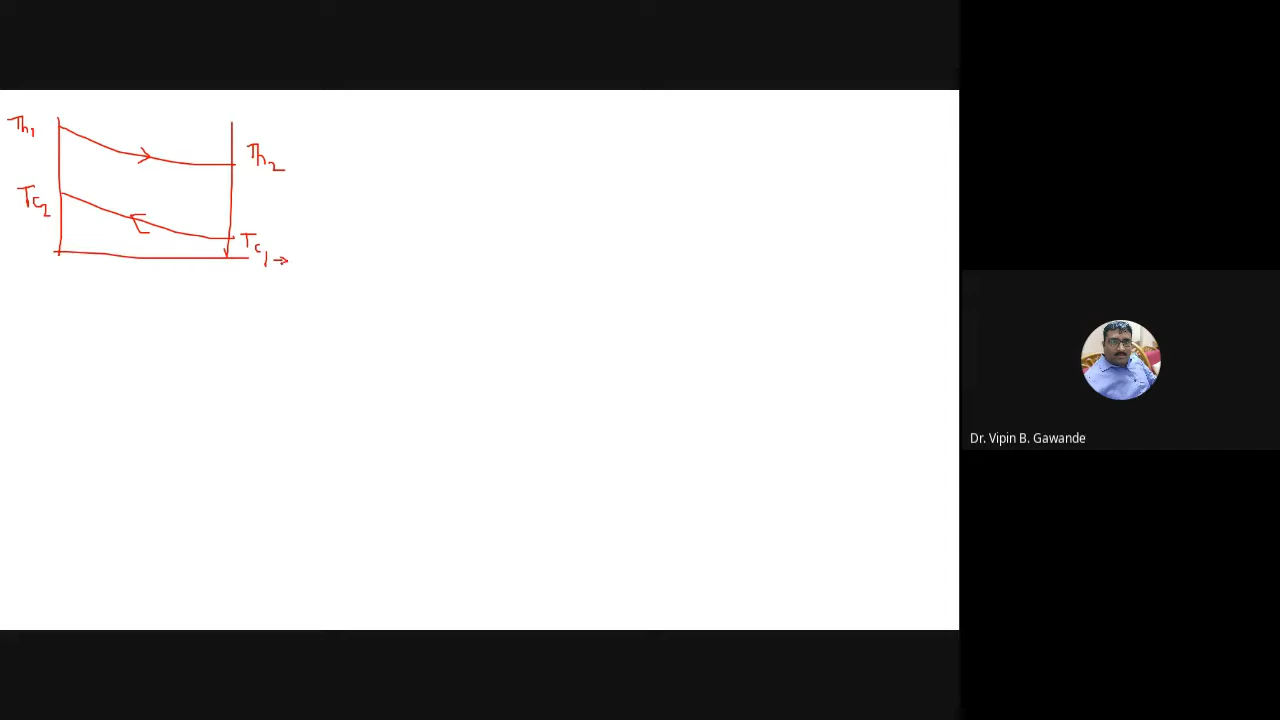 Th1
Th2
Tc2
Tc1 →
Dr. Vipin B. Gawande